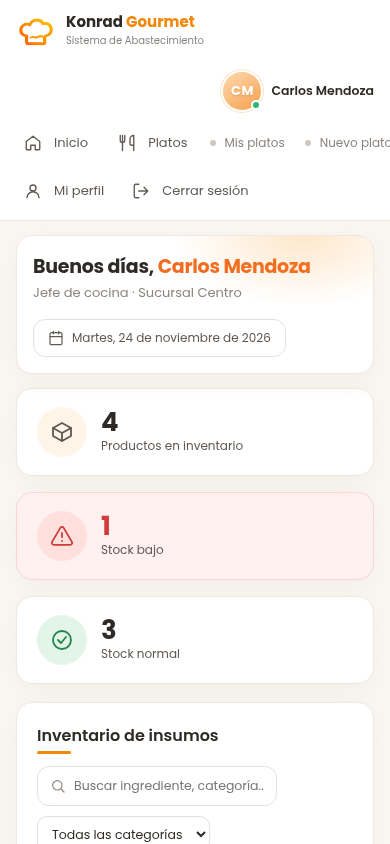 Konrad Gourmet
Sistema de Abastecimiento
CM
Carlos Mendoza
Inicio
Platos
Mis platos
Nuevo plato
Mi perfil
Cerrar sesión
Buenos días, Carlos Mendoza
Jefe de cocina · Sucursal Centro
Martes, 24 de noviembre de 2026
4
Productos en inventario
1
Stock bajo
3
Stock normal
Inventario de insumos
Buscar ingrediente, categoría..
Todas las categorías